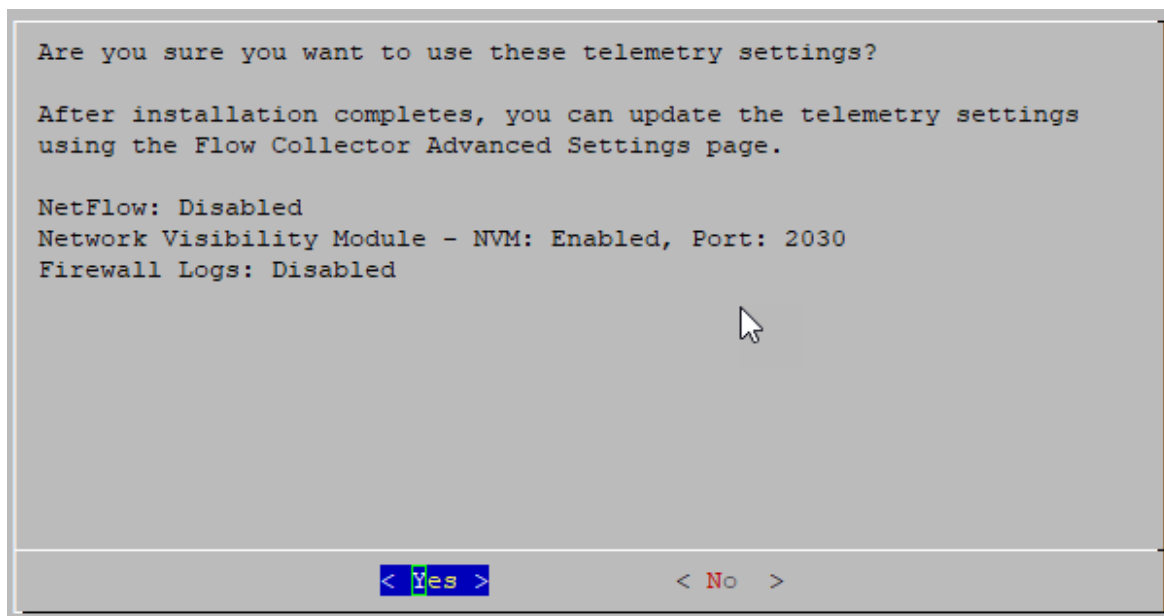 Are you sure you want to use these telemetry settings?
After installation completes, you can update the telemetry settings
using the Flow Collector Advanced Settings page.
NetFlow: Disabled
Network Visibility Module - NVM: Enabled, Port: 2030
Firewall Logs: Disabled
< Yes > < No >